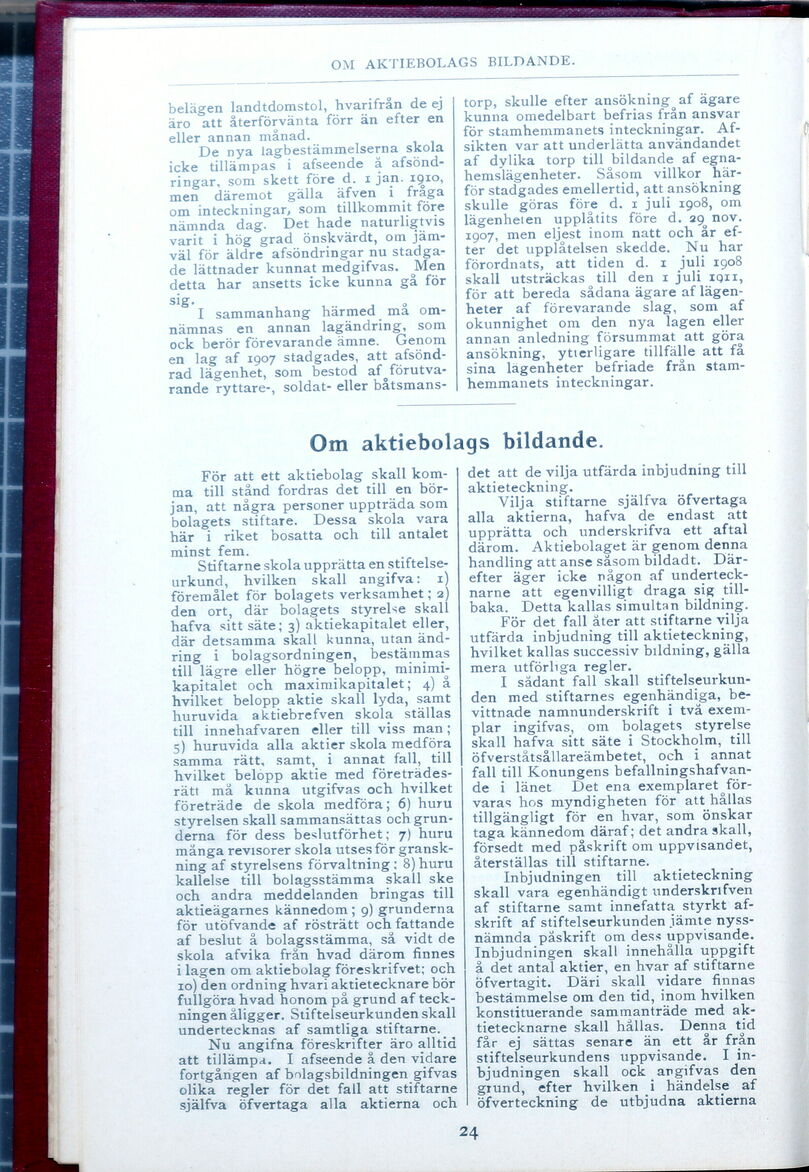 OM AKTIEBOLAGS BILDANDE.
belägen landtdomstol, hvarifrån de ej
äro att återförvänta förr än efter en
eller annan månad.
De nya lagbestämmelserna skola
icke tillämpas i afseende å afsönd-
ringar, som skett före d. 1 jan. 1910,
men däremot gälla äfven i fråga
om inteckningar, som tillkommit före
nämnda dag. Det hade naturligtvis
varit i hög grad önskvärdt, om jäm-
väl för äldre afsöndringar nu stadga-
de lättnader kunnat medgifvas. Men
detta har ansetts icke kunna gå för
sig.
I sammanhang härmed må om-
nämnas en annan lagändring, som
ock berör förevarande ämne. Genom
en lag af 1907 stadgades, att afsönd-
rad lägenhet, som bestod af förutva-
rande ryttare-, soldat- eller båtsmans-
torp, skulle efter ansökning af ägare
kunna omedelbart befrias från ansvar
för stamhemmanets inteckningar. Af-
sikten var att underlätta användandet
af dylika torp till bildande af egna-
hemslägenheter. Såsom villkor här-
för stadgades emellertid, att ansökning
skulle göras före d. 1 juli 1908, om
lägenheten upplåtits före d. 29 nov.
1907, men eljest inom natt och år ef-
ter det upplåtelsen skedde. Nu har
förordnats, att tiden d. 1 juli 1908
skall utsträckas till den 1 juli 1911,
för att bereda sådana ägare af lägen-
heter af förevarande slag, som af
okunnighet om den nya lagen eller
annan anledning försummat att göra
ansökning, ytterligare tillfälle att få
sina lägenheter befriade från stam-
hemmanets inteckningar.
Om aktiebolags bildande.
För att ett aktiebolag skall kom-
ma till stånd fordras det till en bör-
jan, att några personer uppträda som
bolagets stiftare. Dessa skola vara
här i riket bosatta och till antalet
minst fem.
Stiftarne skola upprätta en stiftelse-
urkund, hvilken skall angifva: 1)
föremålet för bolagets verksamhet; 2)
den ort, där bolagets styrelse skall
hafva sitt säte; 3) aktiekapitalet eller,
där detsamma skall kunna, utan änd-
ring i bolagsordningen, bestämmas
till lägre eller högre belopp, minimi-
kapitalet och maximikapitalet; 4) å
hvilket belopp aktie skall lyda, samt
huruvida aktiebrefven skola ställas
till innehafvaren eller till viss man;
5) huruvida alla aktier skola medföra
samma rätt, samt, i annat fall, till
hvilket belopp aktie med företrädes-
rätt må kunna utgifvas och hvilket
företräde de skola medföra; 6) huru
styrelsen skall sammansättas och grun-
derna för dess beslutförhet; 7) huru
många revisorer skola utses för gransk-
ning af styrelsens förvaltning; 8) huru
kallelse till bolagsstämma skall ske
och andra meddelanden bringas till
aktieägarnes kännedom; 9) grunderna
för utöfvande af rösträtt och fattande
af beslut å bolagsstämma, så vidt de
skola afvika från hvad därom finnes
i lagen om aktiebolag föreskrifvet; och
10) den ordning hvari aktietecknare bör
fullgöra hvad honom på grund af teck-
ningen åligger. Stiftelseurkunden skall
undertecknas af samtliga stiftarne.
Nu angifna föreskrifter äro alltid
att tillämpa. I afseende å den vidare
fortgången af bolagsbildningen gifvas
olika regler för det fall att stiftarne
själfva öfvertaga alla aktierna och
det att de vilja utfärda inbjudning till
aktieteckning.
Vilja stiftarne själfva öfvertaga
alla aktierna, hafva de endast att
upprätta och underskrifva ett aftal
därom. Aktiebolaget är genom denna
handling att anse såsom bildadt. Där-
efter äger icke någon af underteck-
narne att egenvilligt draga sig till-
baka. Detta kallas simultan bildning.
För det fall åter att stiftarne vilja
utfärda inbjudning till aktieteckning,
hvilket kallas successiv bildning, gälla
mera utförliga regler.
I sådant fall skall stiftelseurkun-
den med stiftarnes egenhändiga, be-
vittnade namnunderskrift i två exem-
plar ingifvas, om bolagets styrelse
skall hafva sitt säte i Stockholm, till
öfverståtsållareämbetet, och i annat
fall till Konungens befallningshafvan-
de i länet Det ena exemplaret för-
varas hos myndigheten för att hållas
tillgängligt för en hvar, som önskar
taga kännedom däraf; det andra skall,
försedt med påskrift om uppvisandet,
återställas till stiftarne.
Inbjudningen till aktieteckning
skall vara egenhändigt underskrifven
af stiftarne samt innefatta styrkt af-
skrift af stiftelseurkunden jämte nyss-
nämnda påskrift om dess uppvisande.
Inbjudningen skall innehålla uppgift
å det antal aktier, en hvar af stiftarne
öfvertagit. Däri skall vidare finnas
bestämmelse om den tid, inom hvilken
konstituerande sammanträde med ak-
tietecknarne skall hållas. Denna tid
får ej sättas senare än ett år från
stiftelseurkundens uppvisande. I in-
bjudningen skall ock angifvas den
grund, efter hvilken i händelse af
öfverteckning de utbjudna aktierna
24